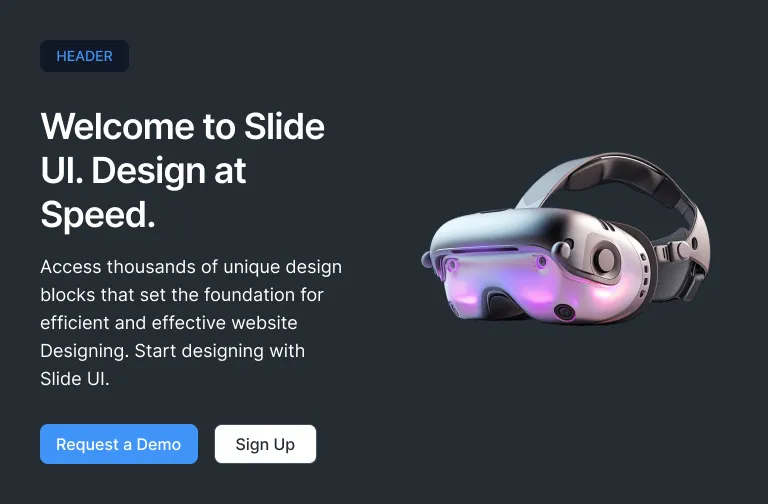 HEADER
Welcome to Slide
UI. Design at
Speed.
Access thousands of unique design
blocks that set the foundation for
efficient and effective website
Designing. Start designing with
Slide UI.
Request a Demo
Sign Up